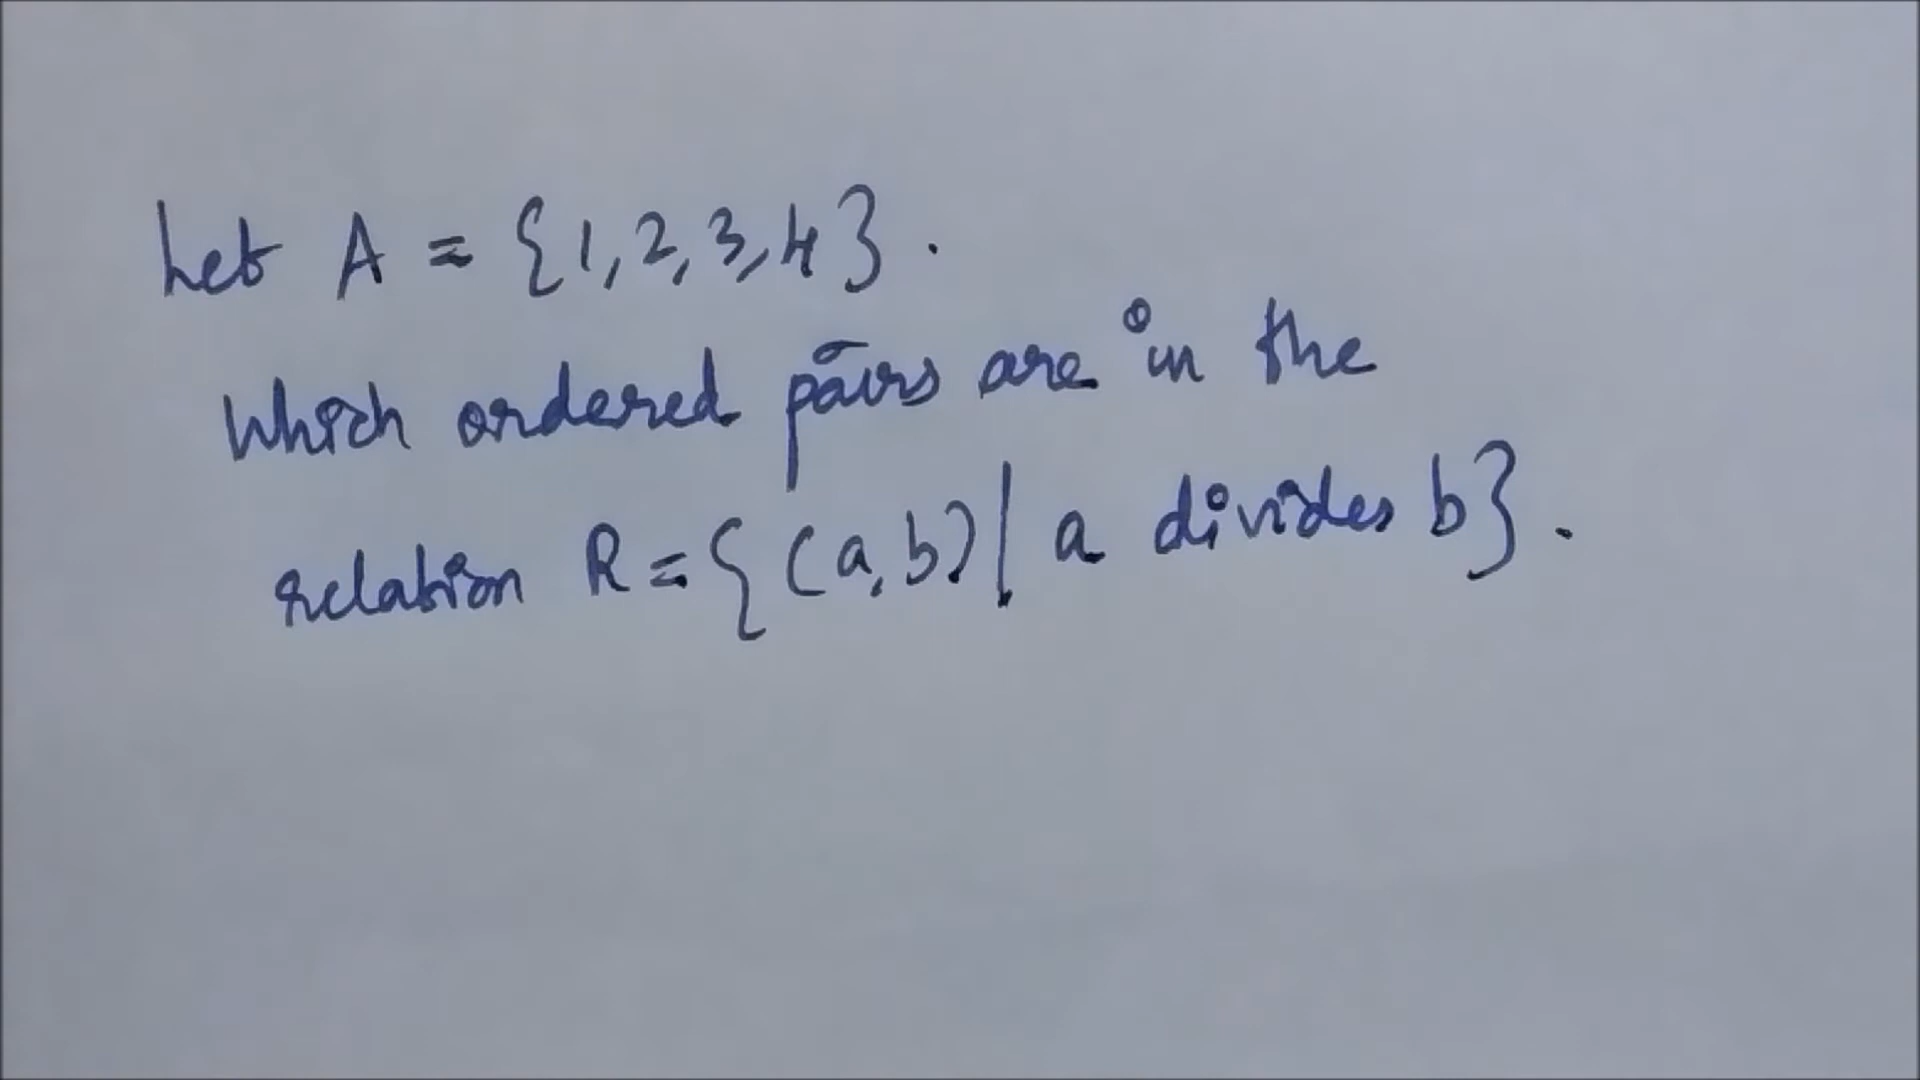 Let A = {1, 2, 3, 4}.
Which ordered pairs are in the
relation R = {(a, b) | a divides b}.